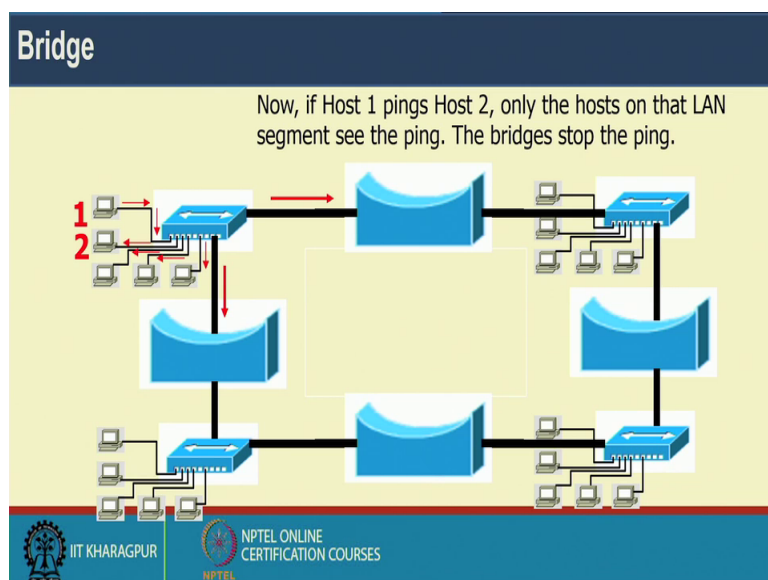 Bridge
Now, if Host 1 pings Host 2, only the hosts on that LAN
segment see the ping. The bridges stop the ping.
1
2
IIT KHARAGPUR
NPTEL ONLINE
CERTIFICATION COURSES
NPTEL